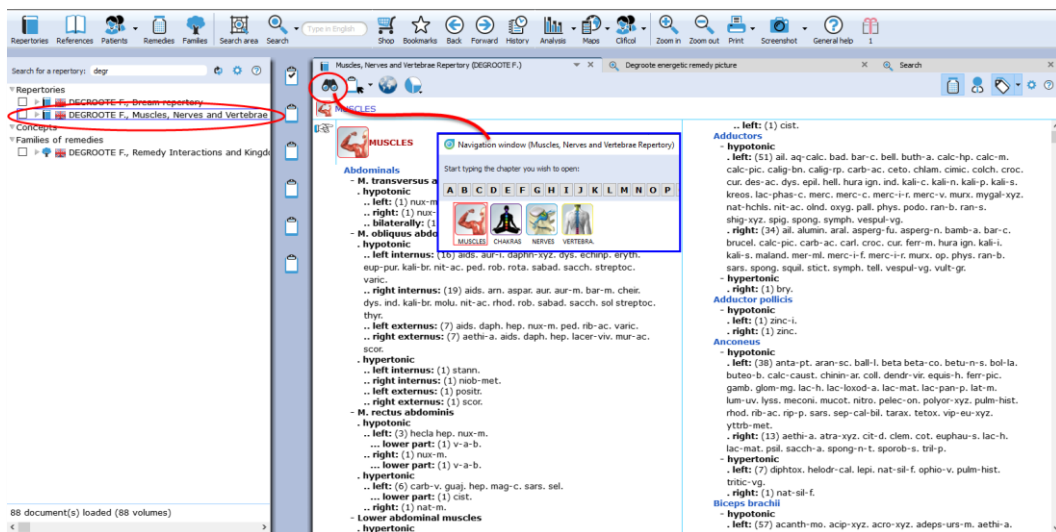 Repertories References Patients Remedies Families Search area Search Type in English Shop Bookmarks Back Forward History Analysis Maps Clificol Zoom in Zoom out Print Screenshot General help 1
Search for a repertory: degr
Repertories
DEGROOTE F., Dream repertory
DEGROOTE F., Muscles, Nerves and Vertebrae
Concepts
Families of remedies
DEGROOTE F., Remedy Interactions and Kingdo
88 document(s) loaded (88 volumes)
Muscles, Nerves and Vertebrae Repertory (DEGROOTE F.)
Degroote energetic remedy picture
Search
MUSCLES
MUSCLES
Abdominals
- M. transversus a
. hypotonic
.. left: (1) nux-m
.. right: (1) nux-
.. bilaterally: (1
- M. obliquus abdo
. hypotonic
.. left internus: (16) aids. aur-i. daphn-xyz. dys. echinp. eryth.
eup-pur. kali-br. nit-ac. ped. rob. rota. sabad. sacch. streptoc.
varic.
.. right internus: (19) aids. arn. aspar. aur. aur-m. bar-m. cheir.
dys. ind. kali-br. molu. nit-ac. rhod. rob. sabad. sacch. sol streptoc.
thyr.
.. left externus: (7) aids. daph. hep. nux-m. ped. rib-ac. varic.
.. right externus: (7) aethi-a. aids. daph. hep. lacer-viv. mur-ac.
scor.
. hypertonic
.. left internus: (1) stann.
.. right internus: (1) niob-met.
.. left externus: (1) positr.
.. right externus: (1) scor.
- M. rectus abdominis
. hypotonic
.. left: (3) hecla hep. nux-m.
... lower part: (1) v-a-b.
.. right: (1) nux-m.
... lower part: (1) v-a-b.
. hypertonic
.. left: (6) carb-v. guaj. hep. mag-c. sars. sel.
... lower part: (1) cist.
.. right: (1) nat-m.
- Lower abdominal muscles
. hypertonic
Navigation window (Muscles, Nerves and Vertebrae Repertory)
Start typing the chapter you wish to open:
A B C D E F G H I J K L M N O P
MUSCLES CHAKRAS NERVES VERTEBRA.
.. left: (1) cist.
Adductors
- hypotonic
. left: (51) ail. aq-calc. bad. bar-c. bell. buth-a. calc-hp. calc-m.
calc-pic. calig-bn. calig-rp. carb-ac. ceto. chlam. cimic. colch. croc.
cur. des-ac. dys. epil. hell. hura ign. ind. kali-c. kali-n. kali-p. kali-s.
kreos. lac-phas-c. merc. merc-c. merc-i-r. merc-v. murx. mygal-xyz.
nat-hchls. nit-ac. olnd. oxyg. pall. phys. podo. ran-b. ran-s.
shig-xyz. spig. spong. symph. vespul-vg.
. right: (34) ail. alumin. aral. asperg-fu. asperg-n. bamb-a. bar-c.
brucel. calc-pic. carb-ac. carl. croc. cur. ferr-m. hura ign. kali-i.
kali-s. maland. mer-ml. merc-i-f. merc-i-r. murx. op. phys. ran-b.
sars. spong. squil. stict. symph. tell. vespul-vg. vult-gr.
- hypertonic
. right: (1) bry.
Adductor pollicis
- hypotonic
. left: (1) zinc-i.
. right: (1) zinc.
Anconeus
- hypotonic
. left: (38) anta-pt. aran-sc. ball-l. beta beta-co. betu-n-s. bol-la.
buteo-b. calc-caust. chinin-ar. coll. dendr-vir. equis-h. ferr-pic.
gamb. glom-mg. lac-h. lac-loxod-a. lac-mat. lac-pan-p. lat-m.
lum-uv. lyss. meconi. mucot. nitro. pelec-on. polyor-xyz. pulm-hist.
rhod. rib-ac. rip-p. sars. sep-cal-bil. tarax. tetox. vip-eu-xyz.
yttrb-met.
. right: (13) aethi-a. atra-xyz. cit-d. clem. cot. euphau-s. lac-h.
lac-mat. psil. sacch-a. spong-n-t. sporob-s. tril-p.
- hypertonic
. left: (7) diphtox. helodr-cal. lepi. nat-sil-f. ophio-v. pulm-hist.
tritic-vg.
. right: (1) nat-sil-f.
Biceps brachii
- hypotonic
. left: (57) acanth-mo. acip-xyz. acro-xyz. adeps-urs-m. aethi-a.